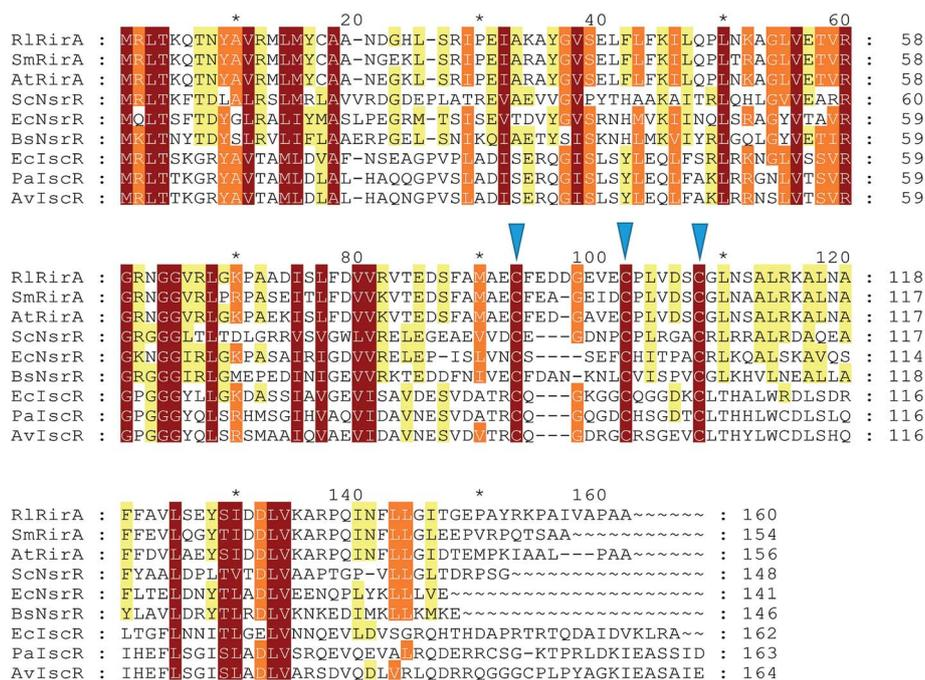 * 20 * 40 * 60
RlRirA : MRLTKQTNYAVRMLMYCAA-NDGHL-SRIPEIAKAYGVSELFLFKILQPLNKAGLVETVR : 58
SmRirA : MRLTKQTNYAVRMLMYCAA-NGEKL-SRIPEIARAYGVSELFLFKILQPLTRAGLVETVR : 58
AtRirA : MRLTKQTNYAVRMLMYCAA-NEGKL-SRIPEIARAYGVSELFLFKILQPLNKAGLVETVR : 58
ScNsrR : MRLTKFTDLALRSLMRLAVVRDGDEPLATREVAEVVGVPYTHAAKAITRLQHLGVVEARR : 60
EcNsrR : MQLTSFTDYGLRALIYMASLPEGRM-TSISEVTDVYGVSRNHMVKIINQLSRAGYVTAVR : 59
BsNsrR : MKLTNYTDYSLRVLIFLAAERPGEL-SNIKQIAETYSISKNHLMKVIYRLGQLGYVETIR : 59
EcIscR : MRLTSKGRYAVTAMLDVAF-NSEAGPVPLADISERQGISLSYLEQLFSRLRKNGLVSSVR : 59
PaIscR : MRLTTKGRYAVTAMLDLAL-HAQQGPVSLADISERQGISLSYLEQLFAKLRRGNLVTSVR : 59
AvIscR : MRLTTKGRYAVTAMLDLAL-HAQNGPVSLADISERQGISLSYLEQLFAKLRRNSLVTSVR : 59
* 80 * 100 * 120
RlRirA : GRNGGVRLGKPAADISLFDVVRVTEDSFAMAECFEDDGEVECPLVDSCGLNSALRKALNA : 118
SmRirA : GRNGGVRLPRPASEITLFDVVKVTEDSFAMAECFEA-GEIDCPLVDSCGLNAALRKALNA : 117
AtRirA : GRNGGVRLGKPAEKISLFDVVKVTEDSFAMAECFED-GAVECPLVDSCGLNSALRKALNA : 117
ScNsrR : GRGGGLTLTDLGRRVSVGWLVRELEGEAEVVDCE---GDNPCPLRGACRLRRALRDAQEA : 117
EcNsrR : GKNGGIRLGKPASAIRIGDVVRELEP-ISLVNCS-----SEFCHITPACRLKQALSKAVQS : 114
BsNsrR : GRGGGIRLGMEPEDINIGEVVRKTEDDFNIVECFDAN-KNLCVISPVCGLKHVLNEALLA : 118
EcIscR : GPGGGYLLGKDASSIAVGEVISAVDESVDATRCQ---GKGGCQGGDKCLTHALWRDLSDR : 116
PaIscR : GPGGGYQLSRHMSGIHVAQVIDAVNESVDATRCQ---GQGDCHSGDTCLTHHLWCDLSLQ : 116
AvIscR : GPGGGYQLSRSMAAIQVAEVIDAVNESVDVTRCQ---GDRGCRSGEVCLTHYLWCDLSHQ : 116
* 140 * 160
RlRirA : FFAVLSEYSIDDLVKARPQINFLLGITGEPAYRKPAIVAPAA~~~~~~ : 160
SmRirA : FFEVLQGYTIDDLVKARPQINFLLGLEEPVRPQTSAA~~~~~~~~~~~ : 154
AtRirA : FFDVLAEYSIDDLVKARPQINFLLGIDTEMPKIAAL---PAA~~~~~~ : 156
ScNsrR : FYAALDPLTVTDLVAAPTGP-VLLGLTDRPSG~~~~~~~~~~~~~~~~ : 148
EcNsrR : FLTELDNYTLADLVEENQPLYKLLLVE~~~~~~~~~~~~~~~~~~~~~ : 141
BsNsrR : YLAVLDRYTLRDLVKNKEDIMKLLKMKE~~~~~~~~~~~~~~~~~~~~ : 146
EcIscR : LTGFLNNITLGELVNNQEVLDVSGRQHTHDAPRTRTQDAIDVKLRA~~ : 162
PaIscR : IHEFLSGISLADLVSRQEVQEVALRQDERRCSG-KTPRLDKIEASSID : 163
AvIscR : IHEFLSGISLADLVARSDVQDLVRLQDRRQGGGCPLPYAGKIEASAIE : 164